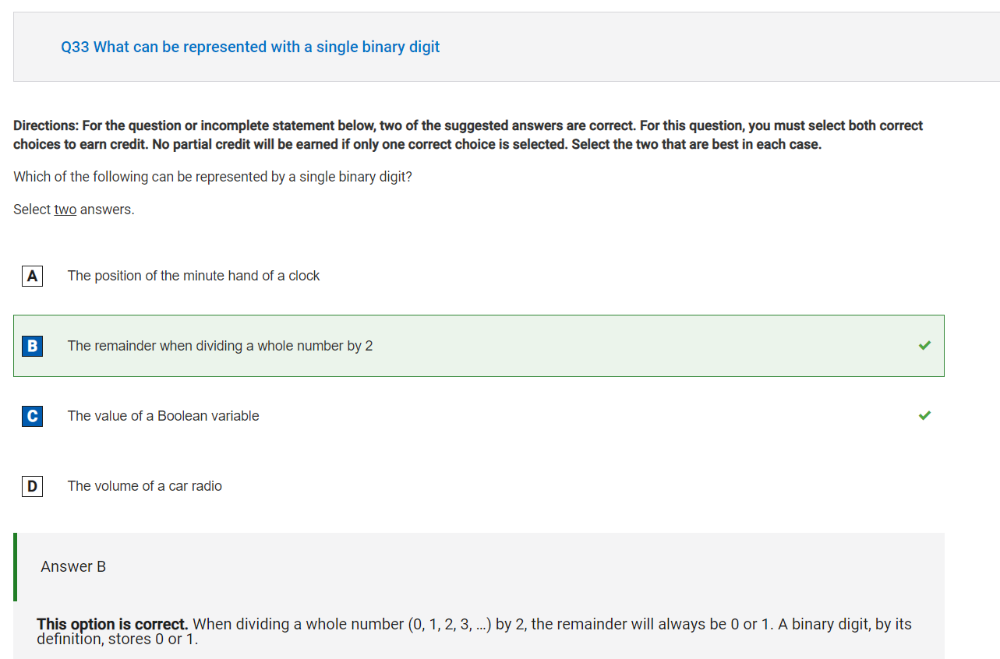 Q33 What can be represented with a single binary digit
Directions: For the question or incomplete statement below, two of the suggested answers are correct. For this question, you must select both correct
choices to earn credit. No partial credit will be earned if only one correct choice is selected. Select the two that are best in each case.
Which of the following can be represented by a single binary digit?
Select two answers.
A The position of the minute hand of a clock
B The remainder when dividing a whole number by 2
C The value of a Boolean variable
D The volume of a car radio
Answer B
This option is correct. When dividing a whole number (0, 1, 2, 3, ...) by 2, the remainder will always be 0 or 1. A binary digit, by its
definition, stores 0 or 1.